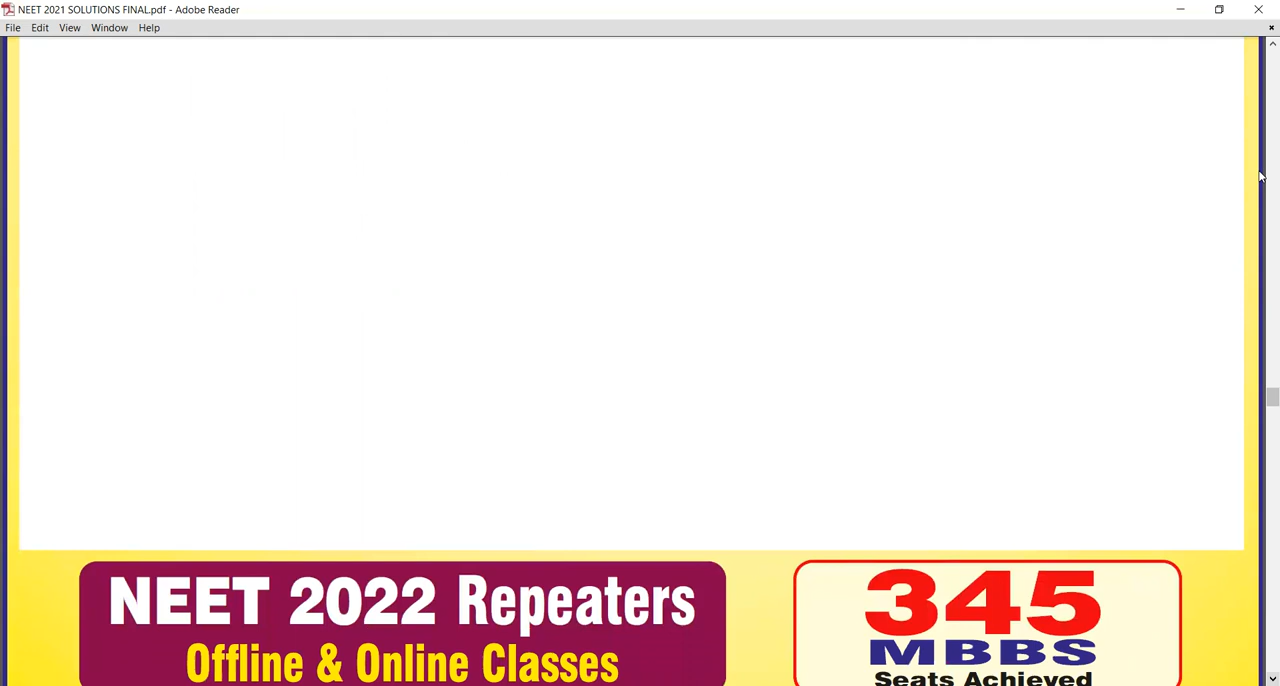 NEET 2021 SOLUTIONS FINAL.pdf - Adobe Reader
File Edit View Window Help
NEET 2022 Repeaters
Offline & Online Classes
345
MBBS
Seats Achieved